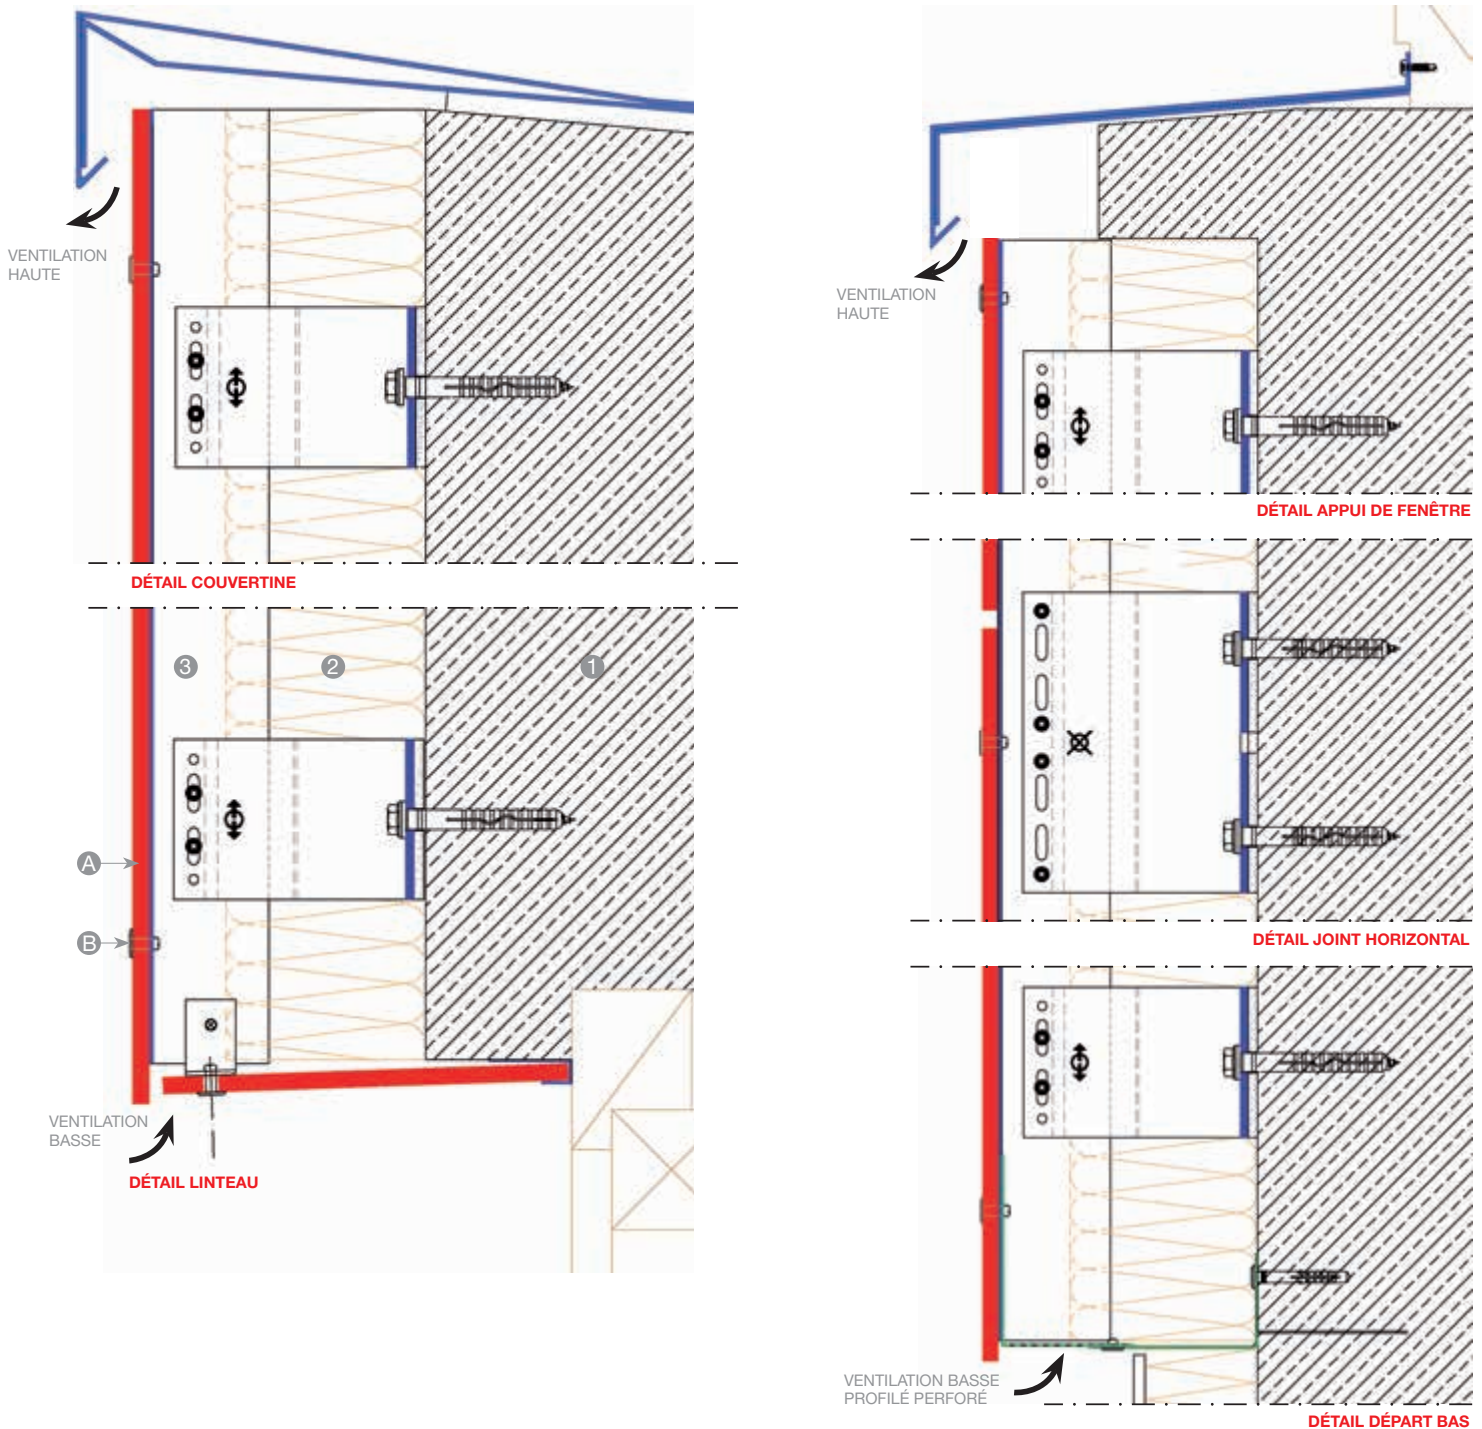 VENTILATION
HAUTE
DÉTAIL COUVERTINE
3
2
1
A
B
VENTILATION
BASSE
DÉTAIL LINTEAU
VENTILATION
HAUTE
DÉTAIL APPUI DE FENÊTRE
DÉTAIL JOINT HORIZONTAL
VENTILATION BASSE
PROFILÉ PERFORÉ
DÉTAIL DÉPART BAS